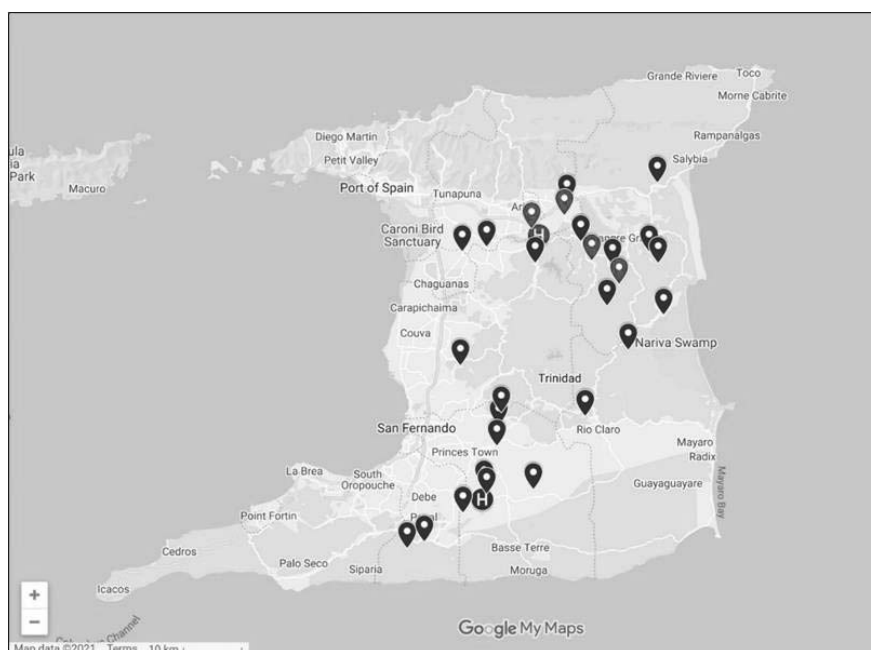 Grande Riviere
Toco
Morne Cabrite
Rampanalgas
Salybia
Diego Martin
Petit Valley
Port of Spain
Tunapuna
Park
Macuro
Caroni Bird
Sanctuary
H
Chaguanas
Carapichaima
Couva
Nariva Swamp
Trinidad
San Fernando
Rio Claro
Mayaro
Radix
Princes Town
Guayaguayare
Mayaro Bay
La Brea
South
Oropouche
Debe
H
Point Fortin
Cedros
Palo Seco
Siparia
Basse Terre
Moruga
Icacos
+
−
Channel
Google My Maps
Map data ©2021 Terms 10 km